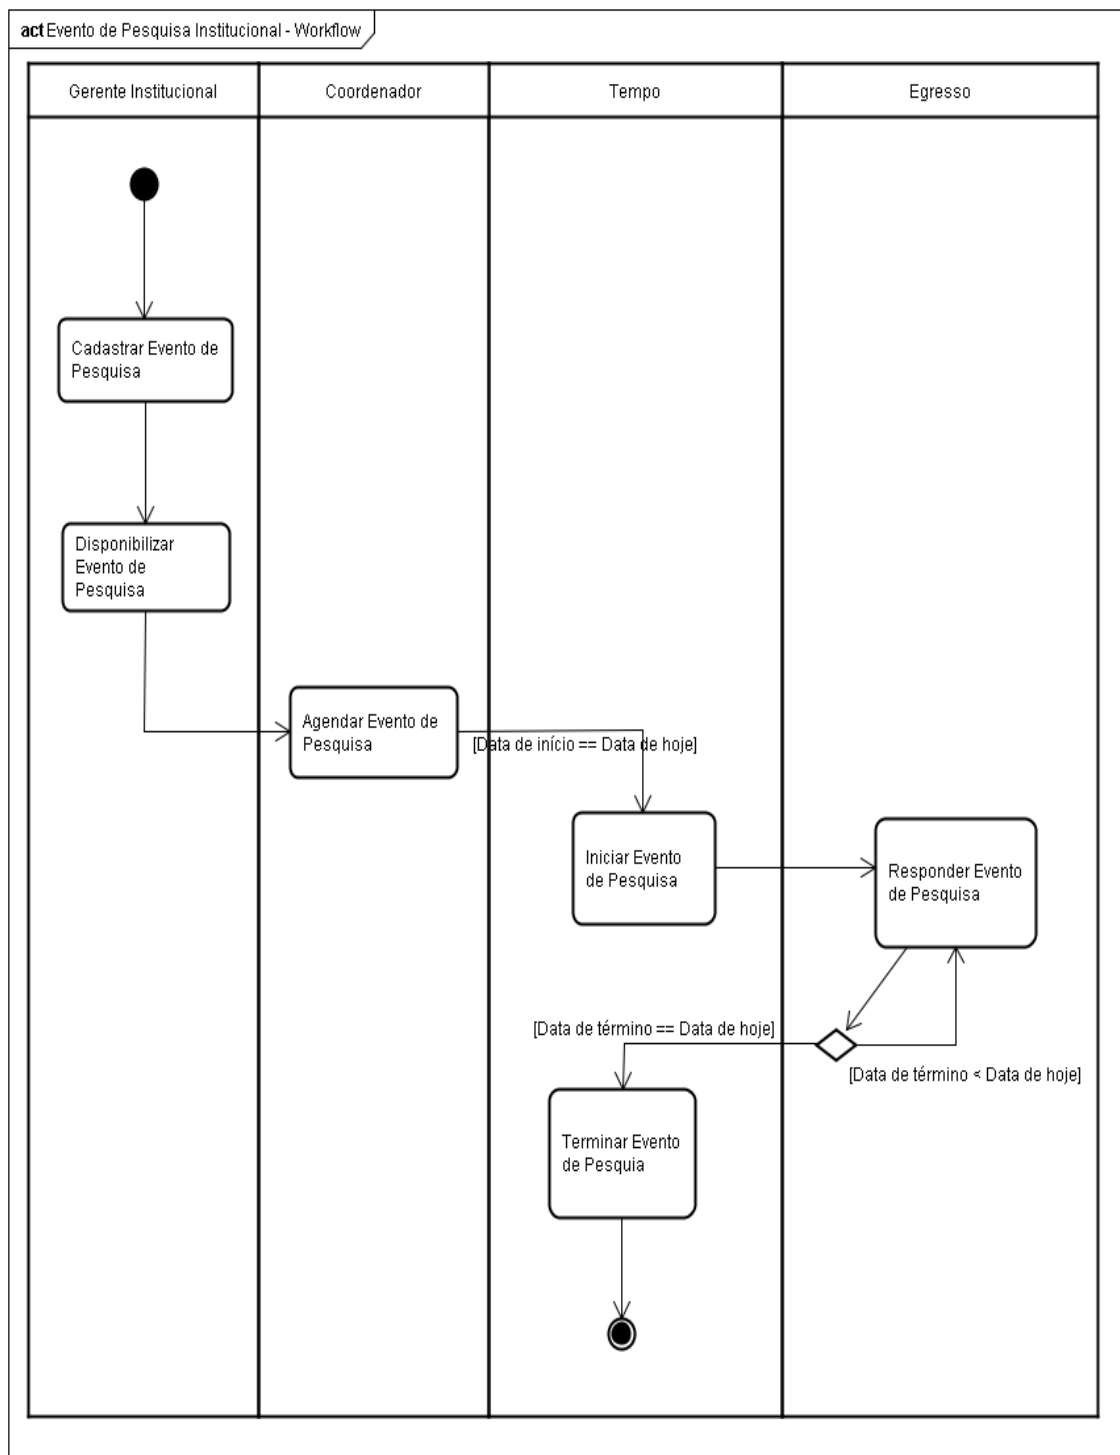 act Evento de Pesquisa Institucional - Workflow
Gerente Institucional
Coordenador
Tempo
Egresso
Cadastrar Evento de
Pesquisa
Disponibilizar
Evento de
Pesquisa
Agendar Evento de
Pesquisa
[Data de início == Data de hoje]
Iniciar Evento
de Pesquisa
Responder Evento
de Pesquisa
[Data de término == Data de hoje]
[Data de término < Data de hoje]
Terminar Evento
de Pesquia